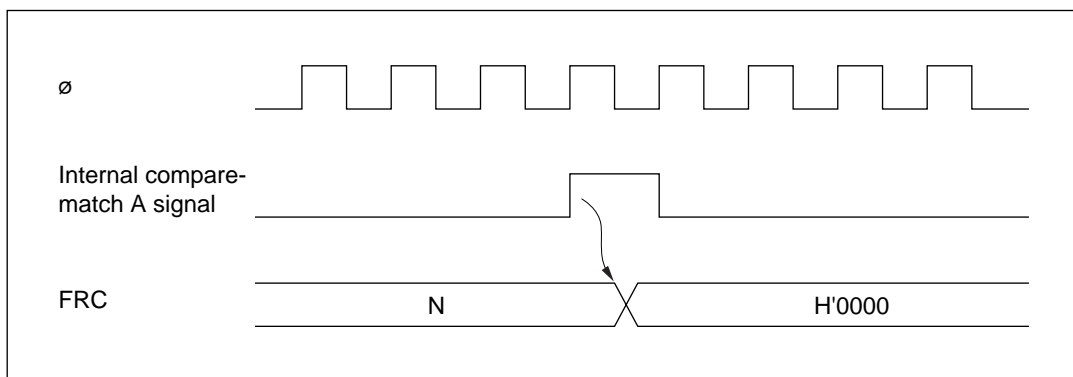 ø
Internal compare-
match A signal
FRC
N
H'0000